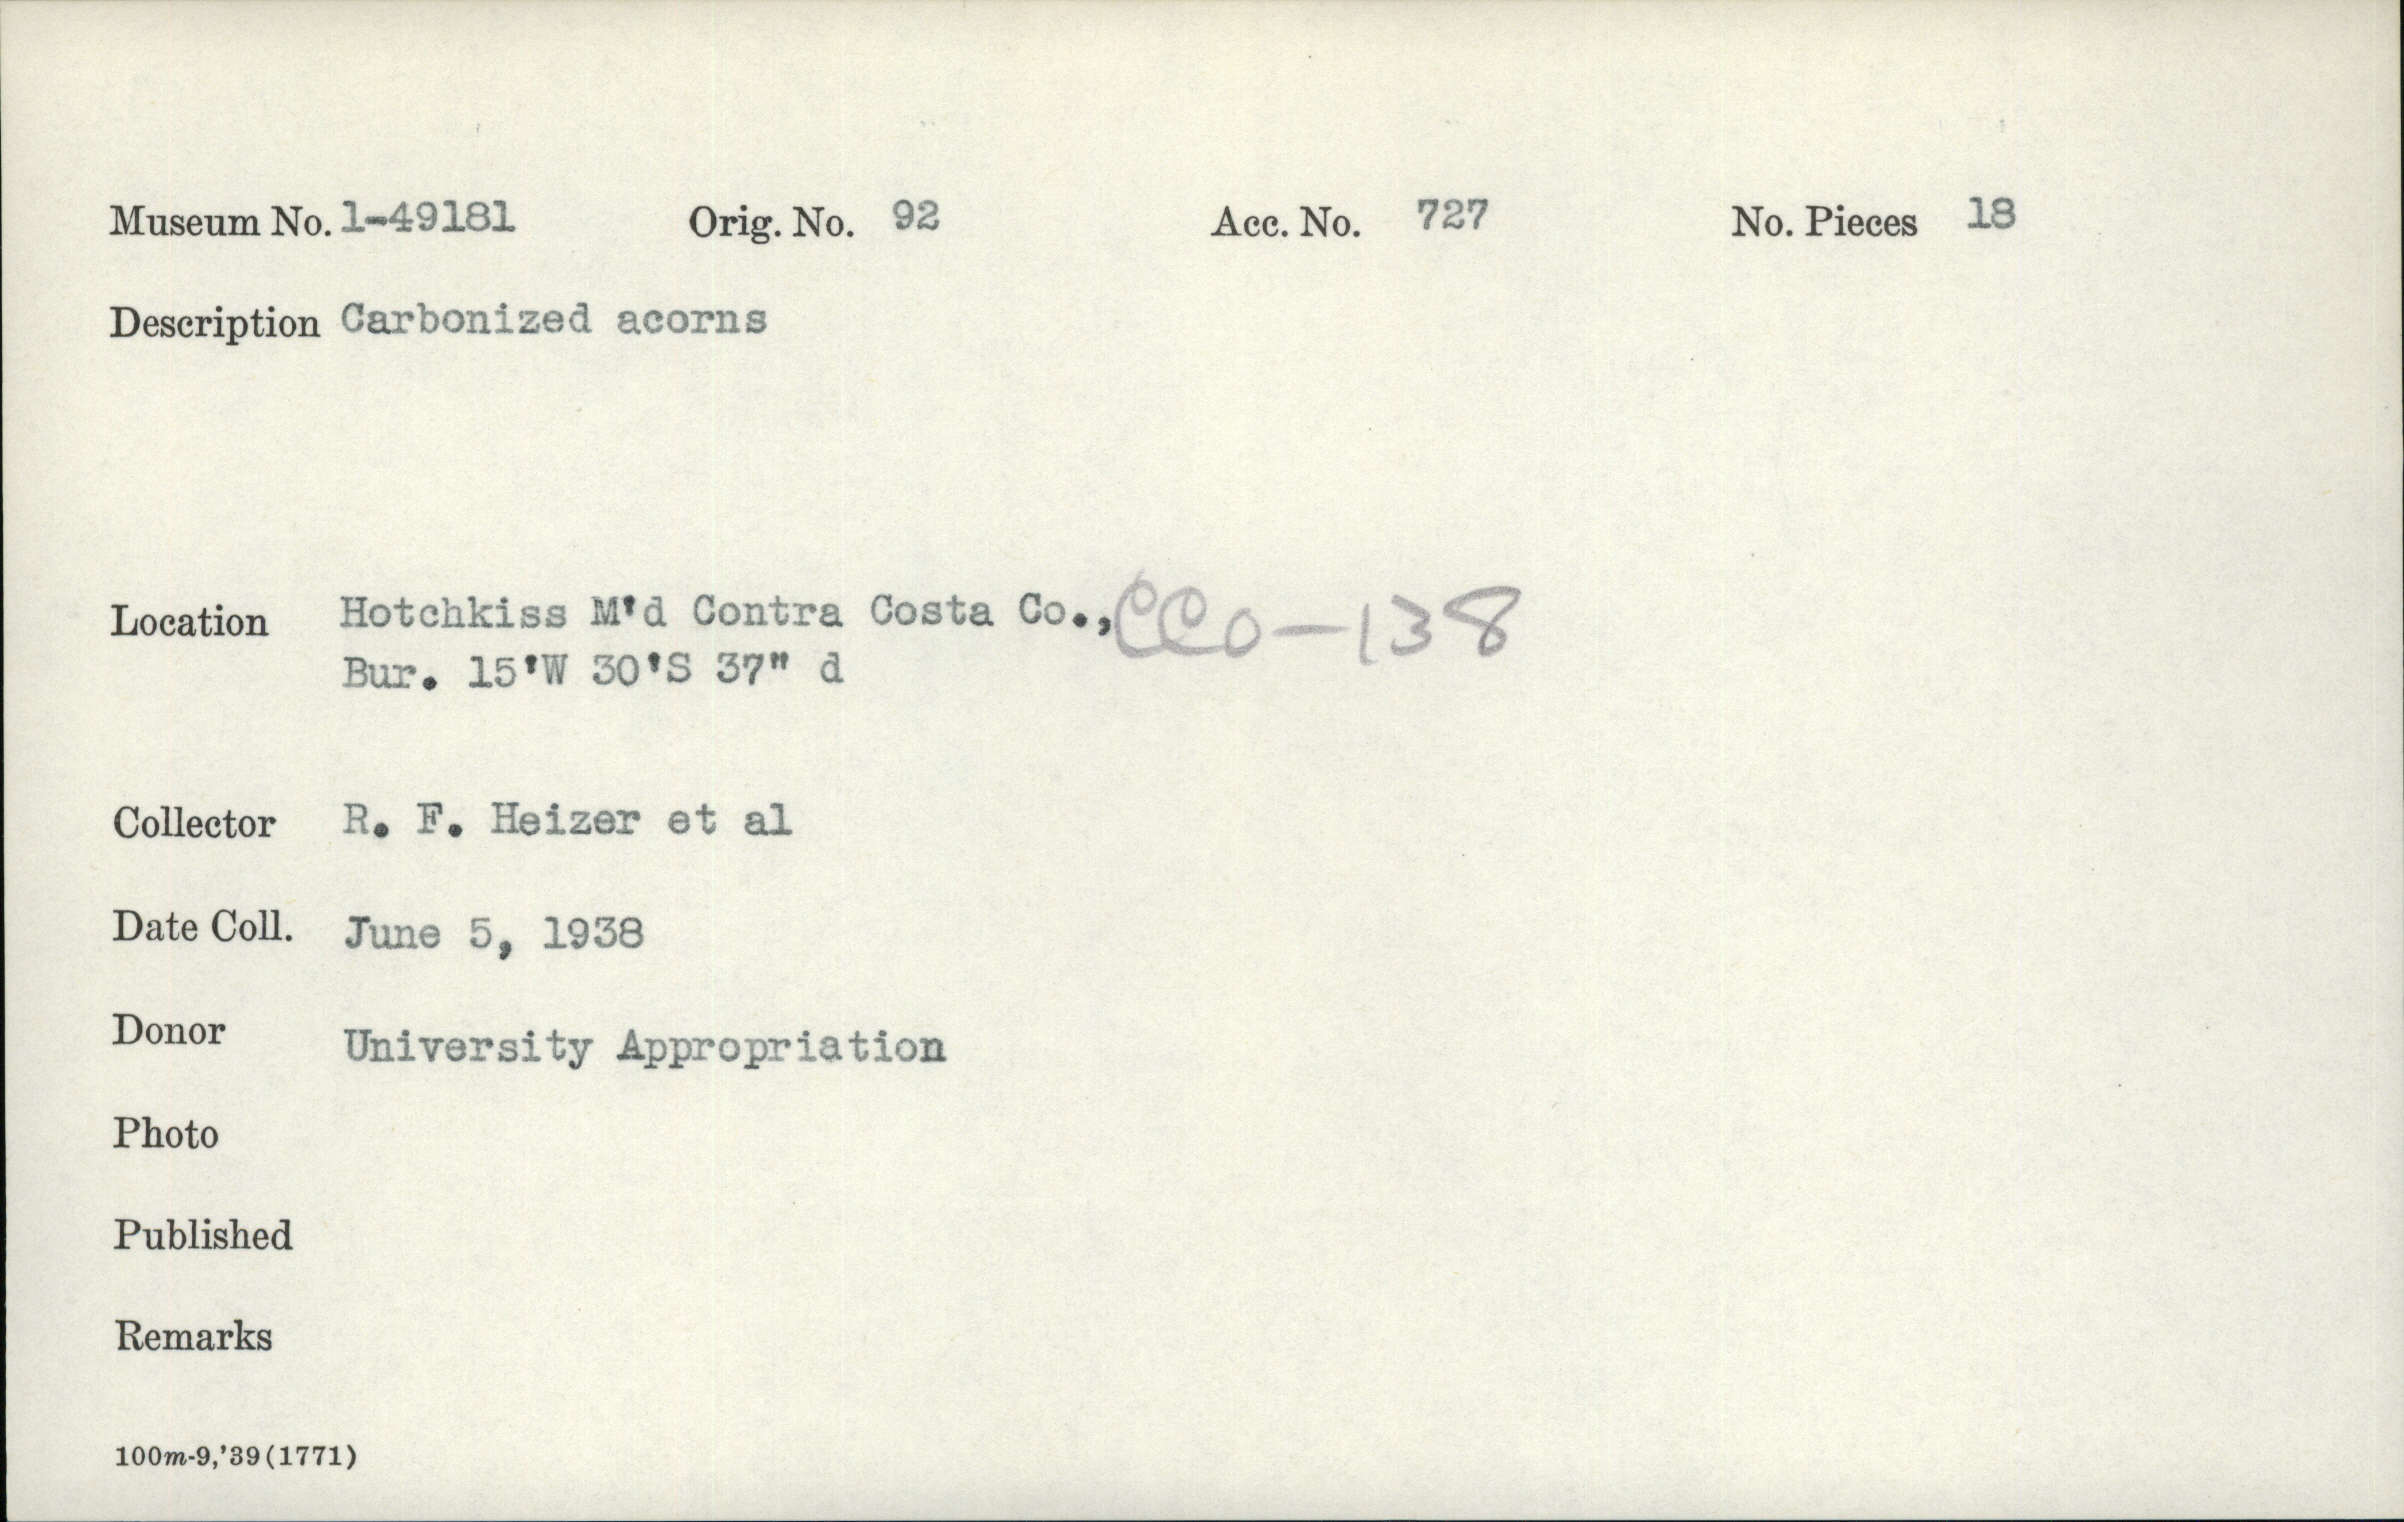 Museum No. 1-49181 Orig. No. 92 Acc. No. 727 No. Pieces 18
Description Carbonized acorns
Location Hotchkiss M'd Contra Costa Co., CCo-138
Bur. 15'W 30'S 37" d
Collector R. F. Heizer et al
Date Coll. June 5, 1938
Donor University Appropriation
Photo
Published
Remarks
100m-9,'39(1771)